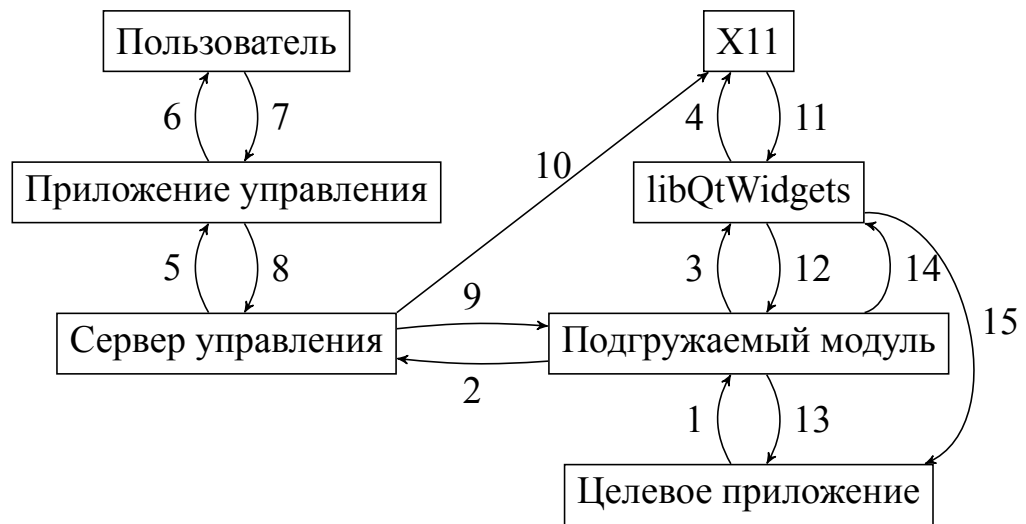 Пользователь
X11
6
7
4
11
10
Приложение управления
libQtWidgets
5
8
9
3
12
14
15
Сервер управления
Подгружаемый модуль
2
1
13
Целевое приложение